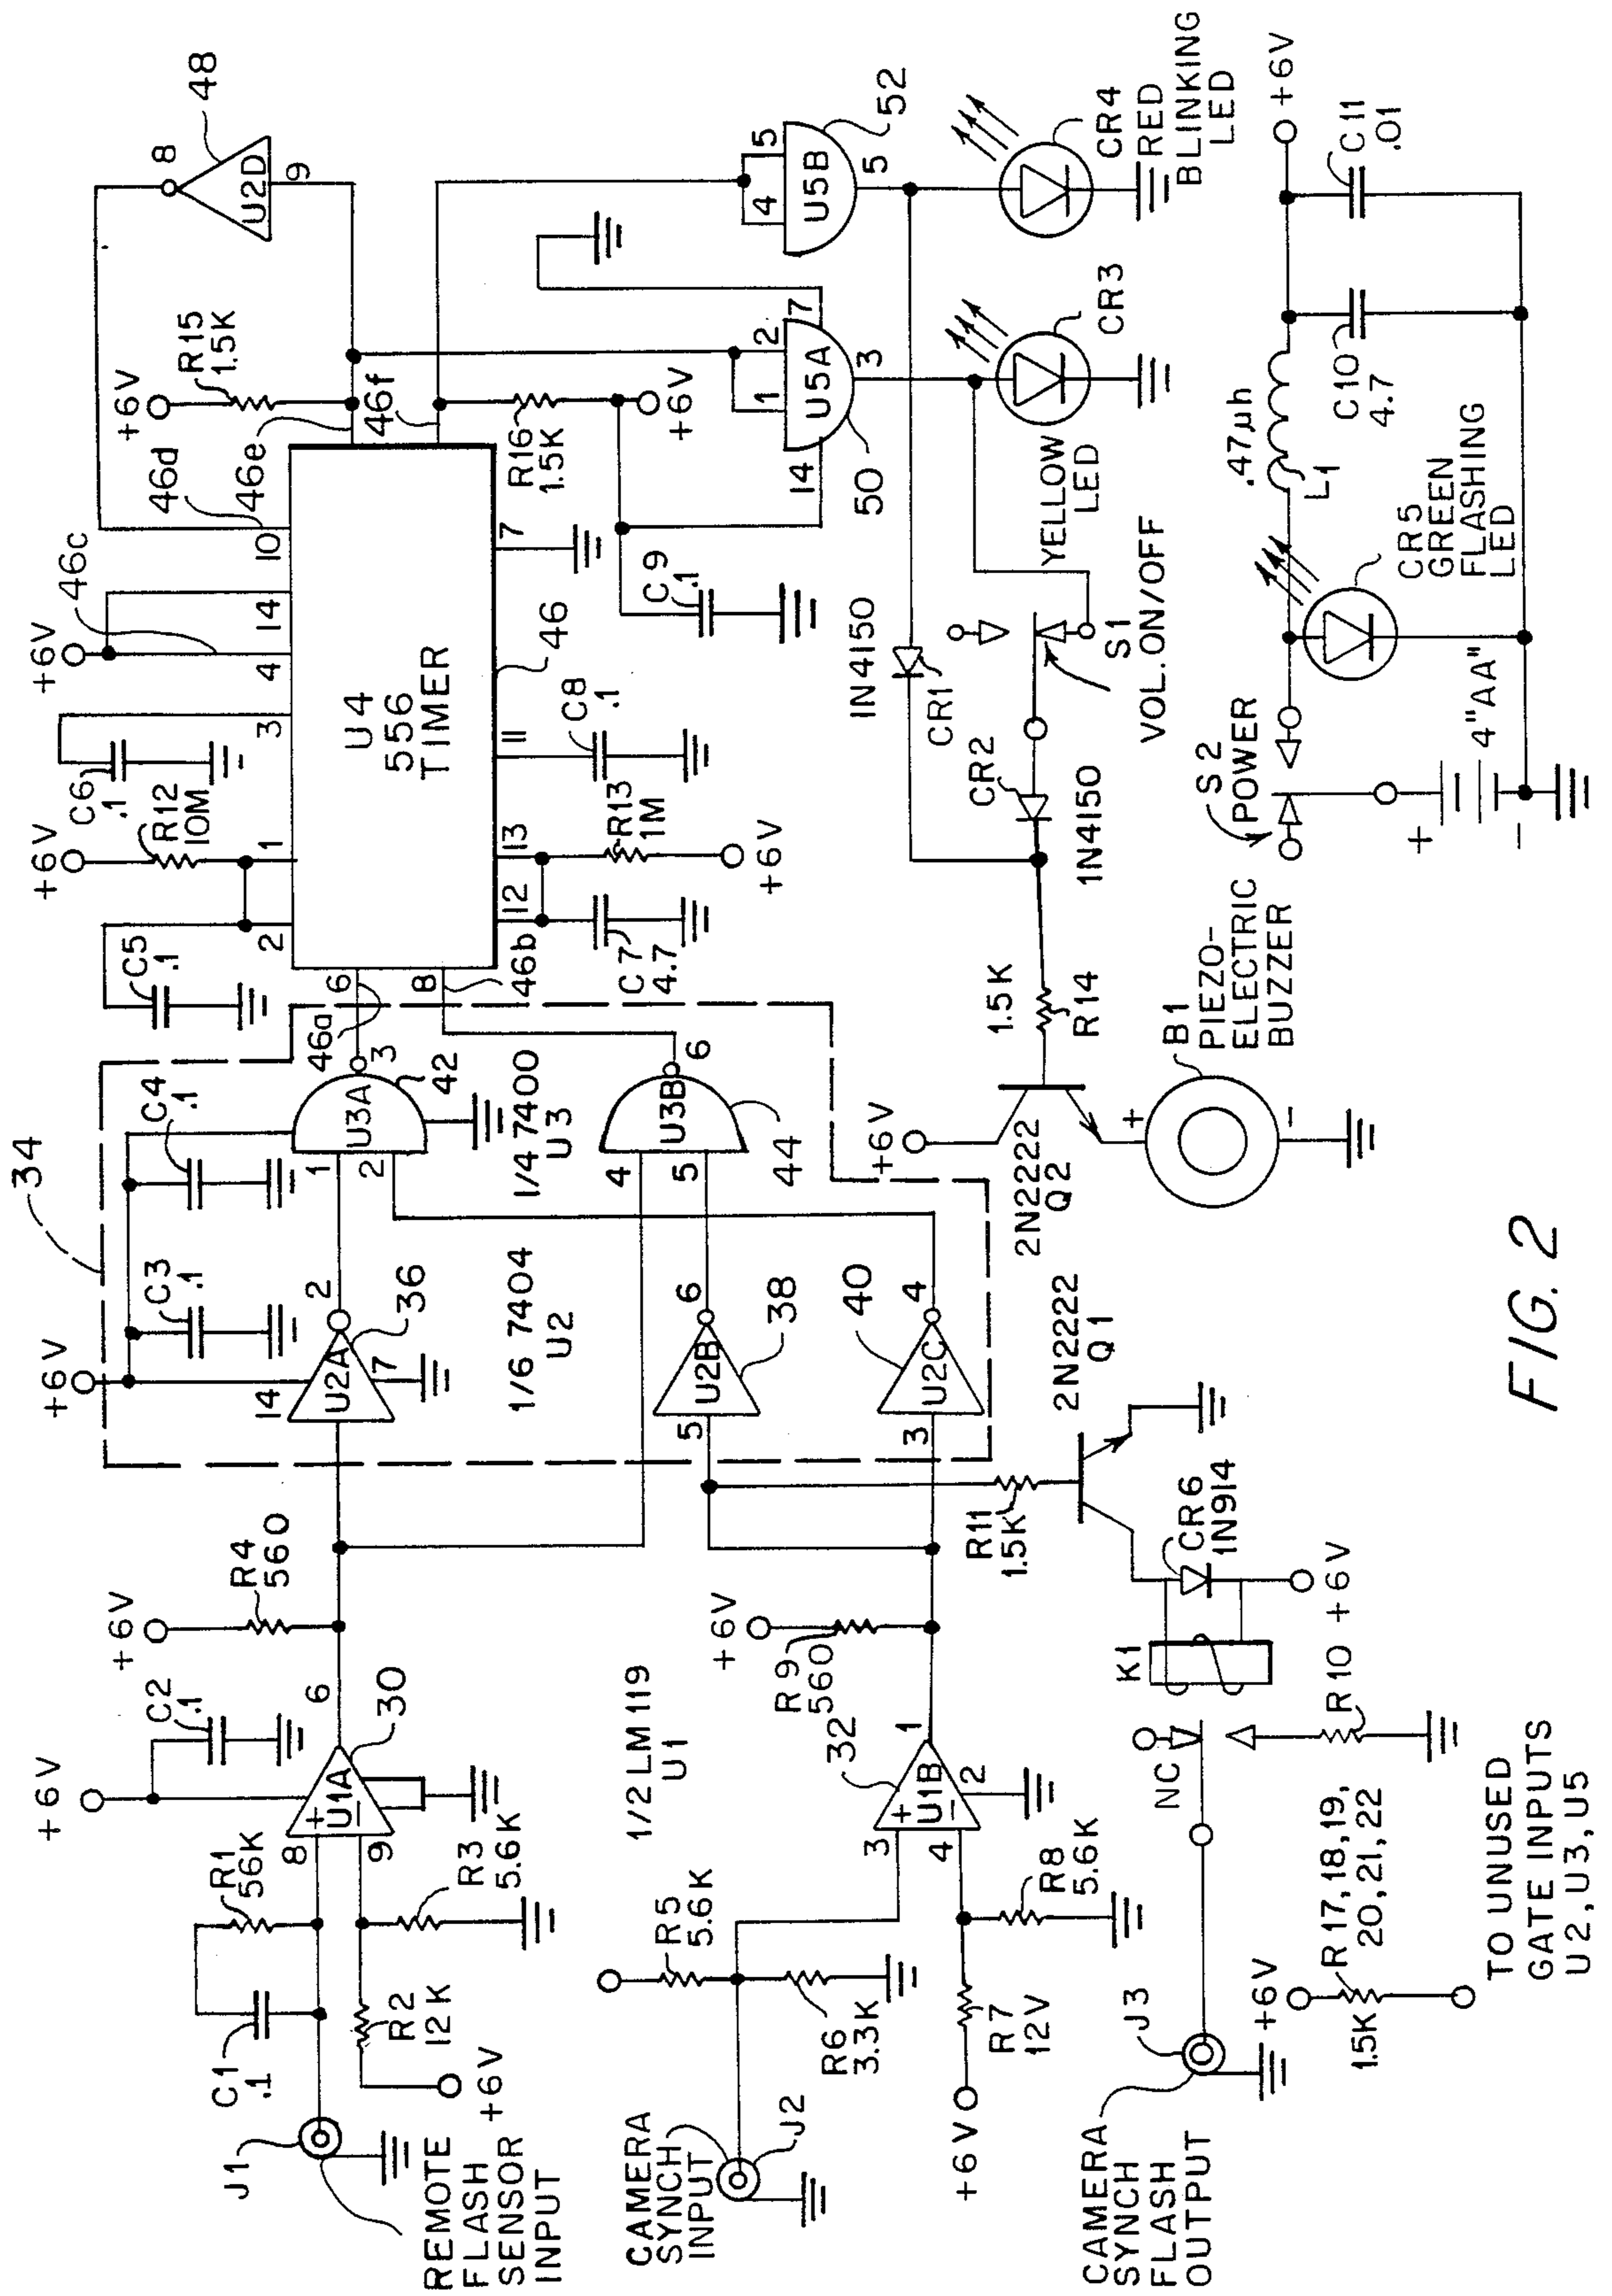 +6V
46c
46d
+6V
R15
1.5K
8
48
U2D
9
46e
46f
+6V
C6
.1
R12
10M
C5
.1
2
1
3
4
14
10
U4
556
TIMER
46
6
8
46a
46b
12
13
11
7
C7
4.7
R13
1M
+6V
C8
.1
R16
1.5K
+6V
C9
.1
14
1
2
7
U5A
3
50
4
5
U5B
5
52
34
+6V
C3
.1
C4
.1
14
U2A
7
2
36
1
2
U3A
3
42
1/6 7404
U2
1/4 7400
U3
4
5
U3B
6
44
5
U2B
6
38
3
U2C
4
40
+6V
C2
.1
+6V
R4
560
J1
C1
.1
R1
56K
8
9
+
U1A
−
6
30
R2
12K
+6V
R3
5.6K
REMOTE
FLASH
SENSOR
INPUT
1/2 LM119
U1
R5
5.6K
R6
3.3K
CAMERA
SYNCH
INPUT
J2
3
4
+
U1B
−
1
2
32
+6V
R9
560
+6V
R7
12V
R8
5.6K
R11
1.5K
2N2222
Q1
CR6
1N914
K1
+6V
NC
R10
J3
CAMERA
SYNCH
FLASH
OUTPUT
+6V
1.5K
R17,18,19,
20,21,22
TO UNUSED
GATE INPUTS
U2,U3,U5
+6V
2N2222
Q2
1.5K
R14
+
−
B1
PIEZO-
ELECTRIC
BUZZER
1N4150
CR1
CR2
1N4150
S1
VOL.ON/OFF
YELLOW
LED
CR3
CR4
RED
BLINKING
LED
S2
POWER
+
−
4"AA"
CR5
GREEN
FLASHING
LED
.47µh
L1
C10
4.7
C11
.01
+6V
FIG. 2